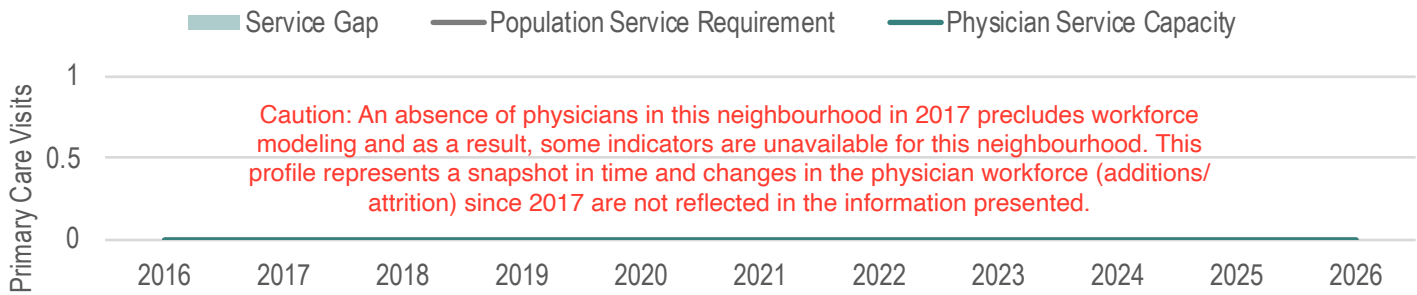 Service Gap Population Service Requirement Physician Service Capacity
Primary Care Visits
1
0.5
0
Caution: An absence of physicians in this neighbourhood in 2017 precludes workforce
modeling and as a result, some indicators are unavailable for this neighbourhood. This
profile represents a snapshot in time and changes in the physician workforce (additions/
attrition) since 2017 are not reflected in the information presented.
2016 2017 2018 2019 2020 2021 2022 2023 2024 2025 2026